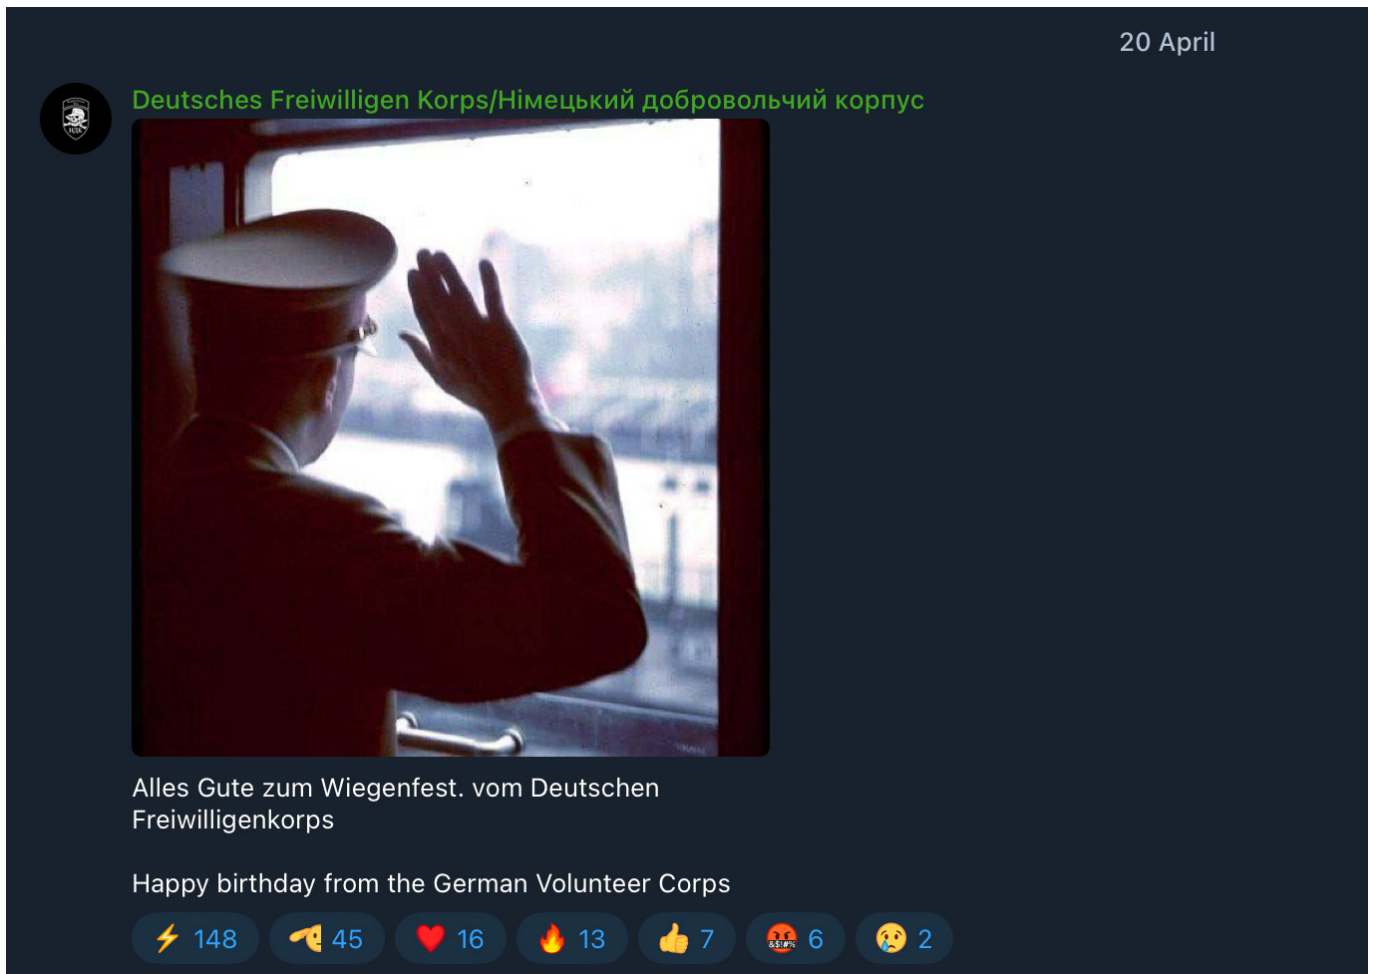 20 April
Deutsches Freiwilligen Korps/Німецький добровольчий корпус
НДК
Alles Gute zum Wiegenfest. vom Deutschen
Freiwilligenkorps
Happy birthday from the German Volunteer Corps
148 45 16 13 7 &$!#% 6 2